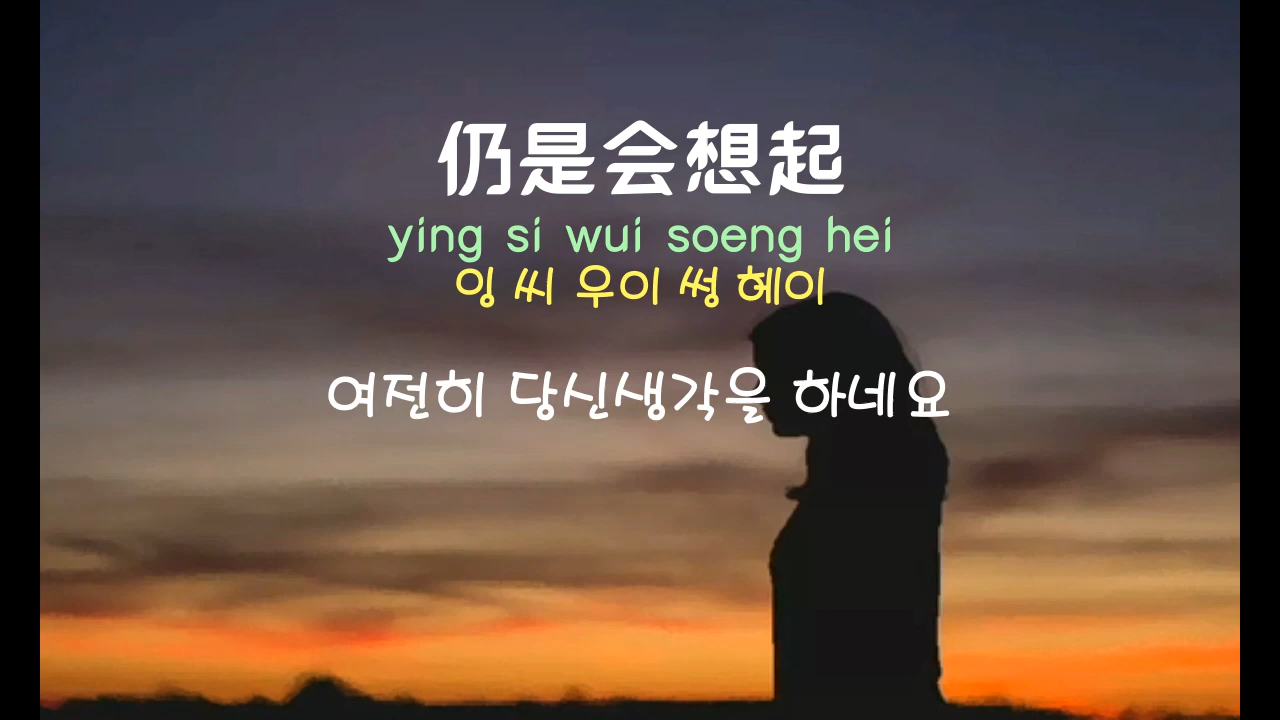 仍是会想起
ying si wui soeng hei
잉 씨 우이 썽 헤이
여전히 당신생각을 하네요